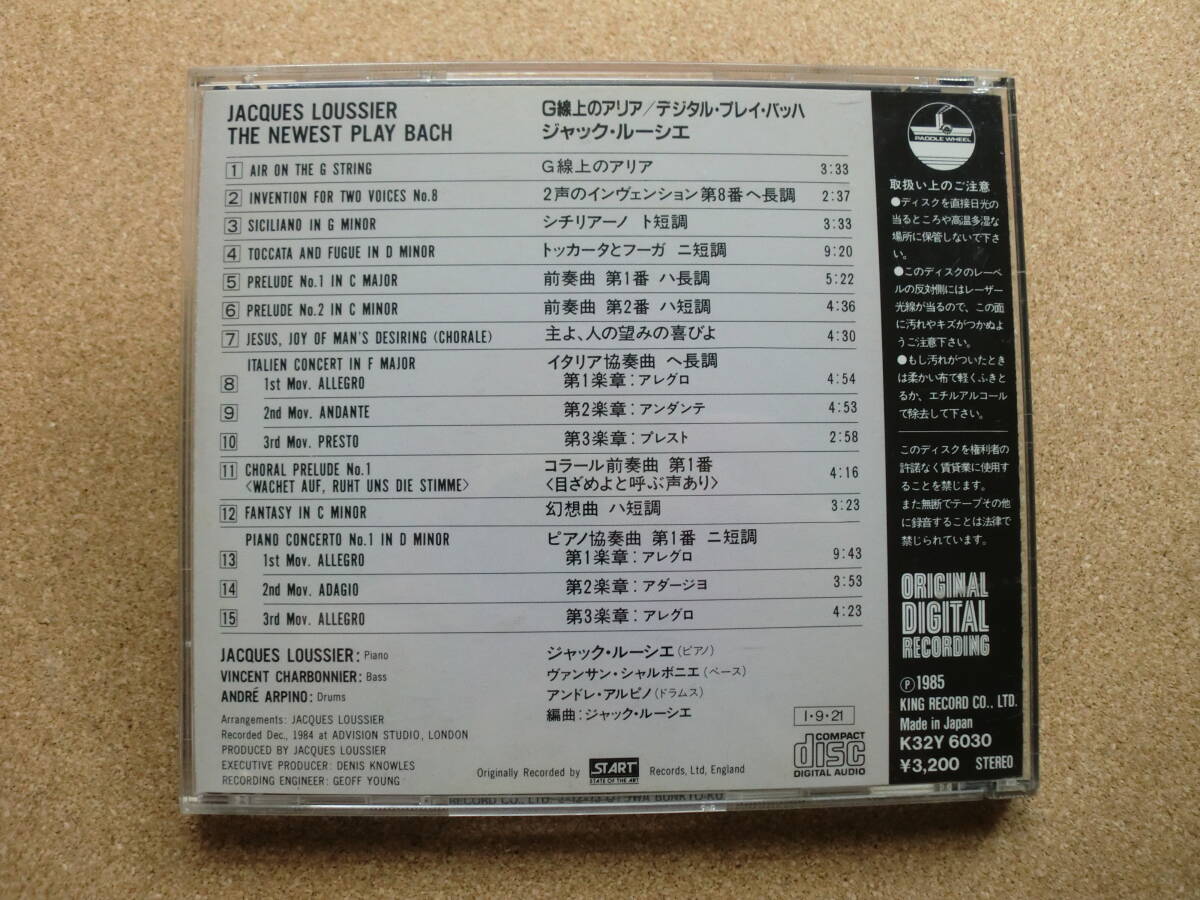 JACQUES LOUSSIER
THE NEWEST PLAY BACH
G線上のアリア/デジタル・プレイ・バッハ
ジャック・ルーシエ
1 AIR ON THE G STRING G線上のアリア 3:33
2 INVENTION FOR TWO VOICES No.8 2声のインヴェンション 第8番 ヘ長調 2:37
3 SICILIANO IN G MINOR シチリアーノ ト短調 3:33
4 TOCCATA AND FUGUE IN D MINOR トッカータとフーガ ニ短調 9:20
5 PRELUDE No.1 IN C MAJOR 前奏曲 第1番 ハ長調 5:22
6 PRELUDE No.2 IN C MINOR 前奏曲 第2番 ハ短調 4:36
7 JESUS, JOY OF MAN'S DESIRING (CHORALE) 主よ、人の望みの喜びよ 4:30
ITALIEN CONCERT IN F MAJOR イタリア協奏曲 ヘ長調
8 1st Mov. ALLEGRO 第1楽章:アレグロ 4:54
9 2nd Mov. ANDANTE 第2楽章:アンダンテ 4:53
10 3rd Mov. PRESTO 第3楽章:プレスト 2:58
11 CHORAL PRELUDE No.1 コラール前奏曲 第1番 4:16
〈WACHET AUF, RUHT UNS DIE STIMME〉 〈目ざめよと呼ぶ声あり〉
12 FANTASY IN C MINOR 幻想曲 ハ短調 3:23
PIANO CONCERTO No.1 IN D MINOR ピアノ協奏曲 第1番 ニ短調
13 1st Mov. ALLEGRO 第1楽章:アレグロ 9:43
14 2nd Mov. ADAGIO 第2楽章:アダージヨ 3:53
15 3rd Mov. ALLEGRO 第3楽章:アレグロ 4:23
JACQUES LOUSSIER: Piano
VINCENT CHARBONNIER: Bass
ANDRÉ ARPINO: Drums
ジャック・ルーシエ(ピアノ)
ヴァンサン・シャルボニエ(ベース)
アンドレ・アルピノ(ドラムス)
編曲:ジャック・ルーシエ
Arrangements: JACQUES LOUSSIER
Recorded Dec., 1984 at ADVISION STUDIO, LONDON
PRODUCED BY JACQUES LOUSSIER
EXECUTIVE PRODUCER: DENIS KNOWLES
RECORDING ENGINEER: GEOFF YOUNG
Originally Recorded by START Records, Ltd, England
STATE OF THE ART
I・9・21
COMPACT
disc
DIGITAL AUDIO
PADDLE WHEEL
取扱い上のご注意
●ディスクを直接日光の
当るところや高温多湿な
場所に保管しないで下さ
い。
●このディスクのレーベ
ルの反対側にはレーザー
光線が当るので、この面
に汚れやキズがつかぬよ
うご注意下さい。
●もし汚れがついたとき
は柔かい布で軽くふきと
るか、エチルアルコール
で除去して下さい。
このディスクを権利者の
許諾なく賃貸業に使用す
ることを禁じます。
また無断でテープその他
に録音することは法律で
禁じられています。
ORIGINAL
DIGITAL
RECORDING
Ⓟ1985
KING RECORD CO., LTD.
Made in Japan
K32Y 6030
¥3,200 STEREO
RECORD CO., LTD. BUNKYO-KU